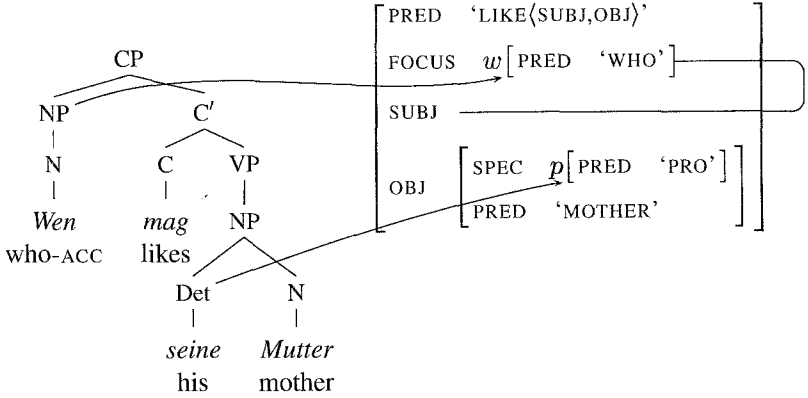 CP
NP C′
N C VP
Wen mag NP
who-ACC likes
Det N
seine Mutter
his mother
PRED ‘LIKE⟨SUBJ,OBJ⟩’
FOCUS w[PRED ‘WHO’]
SUBJ
OBJ [SPEC p[PRED ‘PRO’]
PRED ‘MOTHER’]